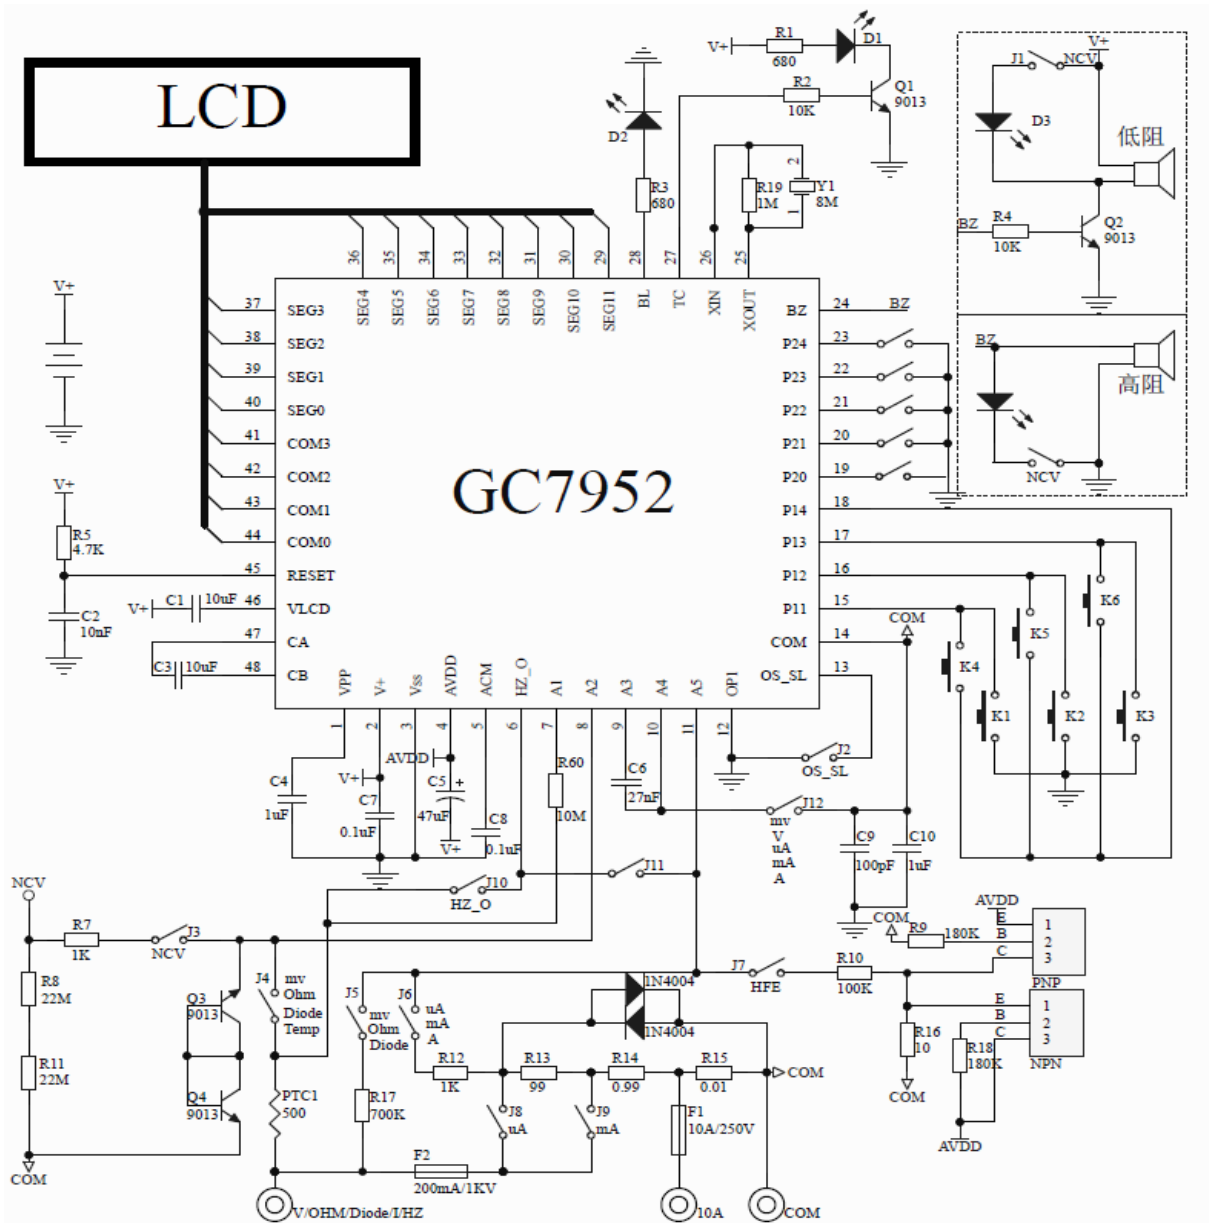 LCD
V+
R1
680
D1
R2
10K
Q1
9013
D2
R3
680
R19
1M
2
1
Y1
8M
V+
J1
NCV
D3
低阻
BZ
R4
10K
Q2
9013
BZ
高阻
NCV
36
35
34
33
32
31
30
29
28
27
26
25
SEG4
SEG5
SEG6
SEG7
SEG8
SEG9
SEG10
SEG11
BL
TC
XIN
XOUT
V+
37 SEG3
38 SEG2
39 SEG1
40 SEG0
41 COM3
42 COM2
43 COM1
44 COM0
45 RESET
46 VLCD
47 CA
48 CB
GC7952
BZ 24 BZ
P24 23
P23 22
P22 21
P21 20
P20 19
P14 18
P13 17
P12 16
P11 15
COM 14
OS_SL 13
V+
R5
4.7K
C2
10nF
V+
C1
10uF
C3
10uF
COM
K6
K5
K4
K1
K2
K3
VPP
V+
Vss
AVDD
ACM
HZ_O
A1
A2
A3
A4
A5
OP1
1
2
3
4
5
6
7
8
9
10
11
12
C4
1uF
V+
C7
0.1uF
AVDD
C5
+
47uF
V+
C8
0.1uF
R60
10M
C6
27nF
J2
OS_SL
J12
mv
V
uA
mA
A
C9
100pF
C10
1uF
J10
HZ_O
J11
NCV
R7
1K
J3
NCV
R8
22M
R11
22M
COM
Q3
9013
Q4
9013
J4
mv
Ohm
Diode
Temp
PTC1
500
J5
mv
Ohm
Diode
J6
uA
mA
A
R17
700K
R12
1K
1N4004
1N4004
R13
99
R14
0.99
R15
0.01
COM
J8
uA
J9
mA
F1
10A/250V
F2
200mA/1KV
V/OHM/Diode/I/HZ
10A
COM
J7
HFE
R10
100K
COM
R9
180K
AVDD
E
B
C
1
2
3
PNP
R16
10
COM
E
B
C
1
2
3
NPN
R18
180K
AVDD